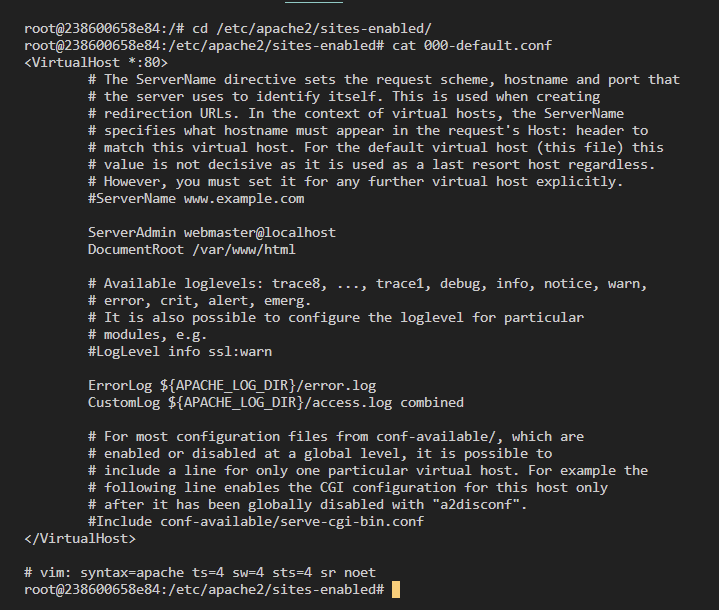 root@238600658e84:/# cd /etc/apache2/sites-enabled/
root@238600658e84:/etc/apache2/sites-enabled# cat 000-default.conf
<VirtualHost *:80>
        # The ServerName directive sets the request scheme, hostname and port that
        # the server uses to identify itself. This is used when creating
        # redirection URLs. In the context of virtual hosts, the ServerName
        # specifies what hostname must appear in the request's Host: header to
        # match this virtual host. For the default virtual host (this file) this
        # value is not decisive as it is used as a last resort host regardless.
        # However, you must set it for any further virtual host explicitly.
        #ServerName www.example.com

        ServerAdmin webmaster@localhost
        DocumentRoot /var/www/html

        # Available loglevels: trace8, ..., trace1, debug, info, notice, warn,
        # error, crit, alert, emerg.
        # It is also possible to configure the loglevel for particular
        # modules, e.g.
        #LogLevel info ssl:warn

        ErrorLog ${APACHE_LOG_DIR}/error.log
        CustomLog ${APACHE_LOG_DIR}/access.log combined

        # For most configuration files from conf-available/, which are
        # enabled or disabled at a global level, it is possible to
        # include a line for only one particular virtual host. For example the
        # following line enables the CGI configuration for this host only
        # after it has been globally disabled with "a2disconf".
        #Include conf-available/serve-cgi-bin.conf
</VirtualHost>

# vim: syntax=apache ts=4 sw=4 sts=4 sr noet
root@238600658e84:/etc/apache2/sites-enabled#